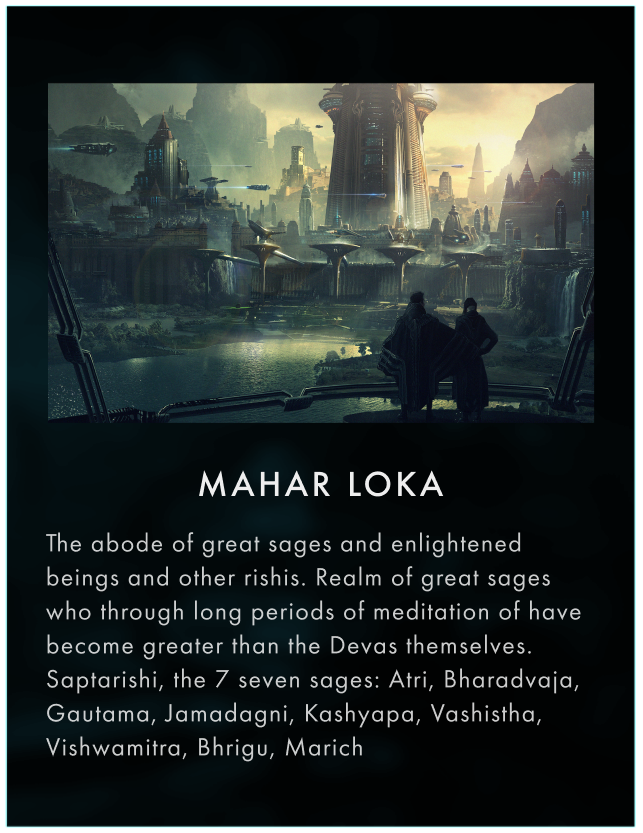 MAHAR LOKA
The abode of great sages and enlightened
beings and other rishis. Realm of great sages
who through long periods of meditation of have
become greater than the Devas themselves.
Saptarishi, the 7 seven sages: Atri, Bharadvaja,
Gautama, Jamadagni, Kashyapa, Vashistha,
Vishwamitra, Bhrigu, Marich